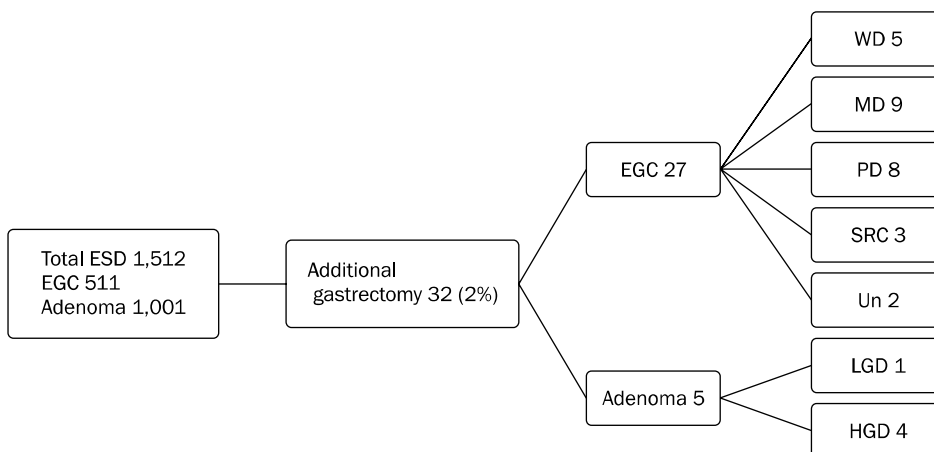 Total ESD 1,512
EGC 511
Adenoma 1,001
Additional
gastrectomy 32 (2%)
EGC 27
Adenoma 5
WD 5
MD 9
PD 8
SRC 3
Un 2
LGD 1
HGD 4